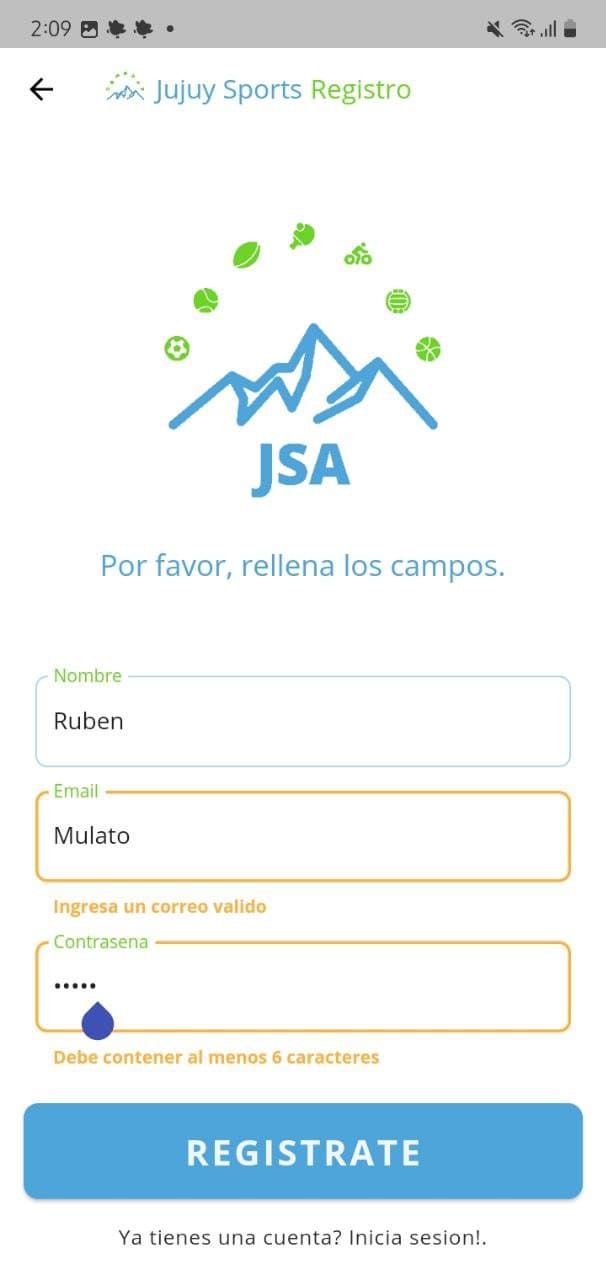 2:09
Jujuy Sports Registro
JSA
Por favor, rellena los campos.
Nombre
Ruben
Email
Mulato
Ingresa un correo valido
Contrasena
•••••
Debe contener al menos 6 caracteres
REGISTRATE
Ya tienes una cuenta? Inicia sesion!.